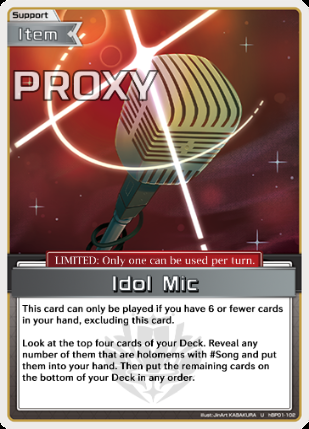 Support
Item
PROXY
LIMITED: Only one can be used per turn.
Idol Mic
This card can only be played if you have 6 or fewer cards
in your hand, excluding this card.
Look at the top four cards of your Deck. Reveal any
number of them that are holomems with #Song and put
them into your hand. Then put the remaining cards on
the bottom of your Deck in any order.
Illust:JinArt KABAKURA U hBP01-102